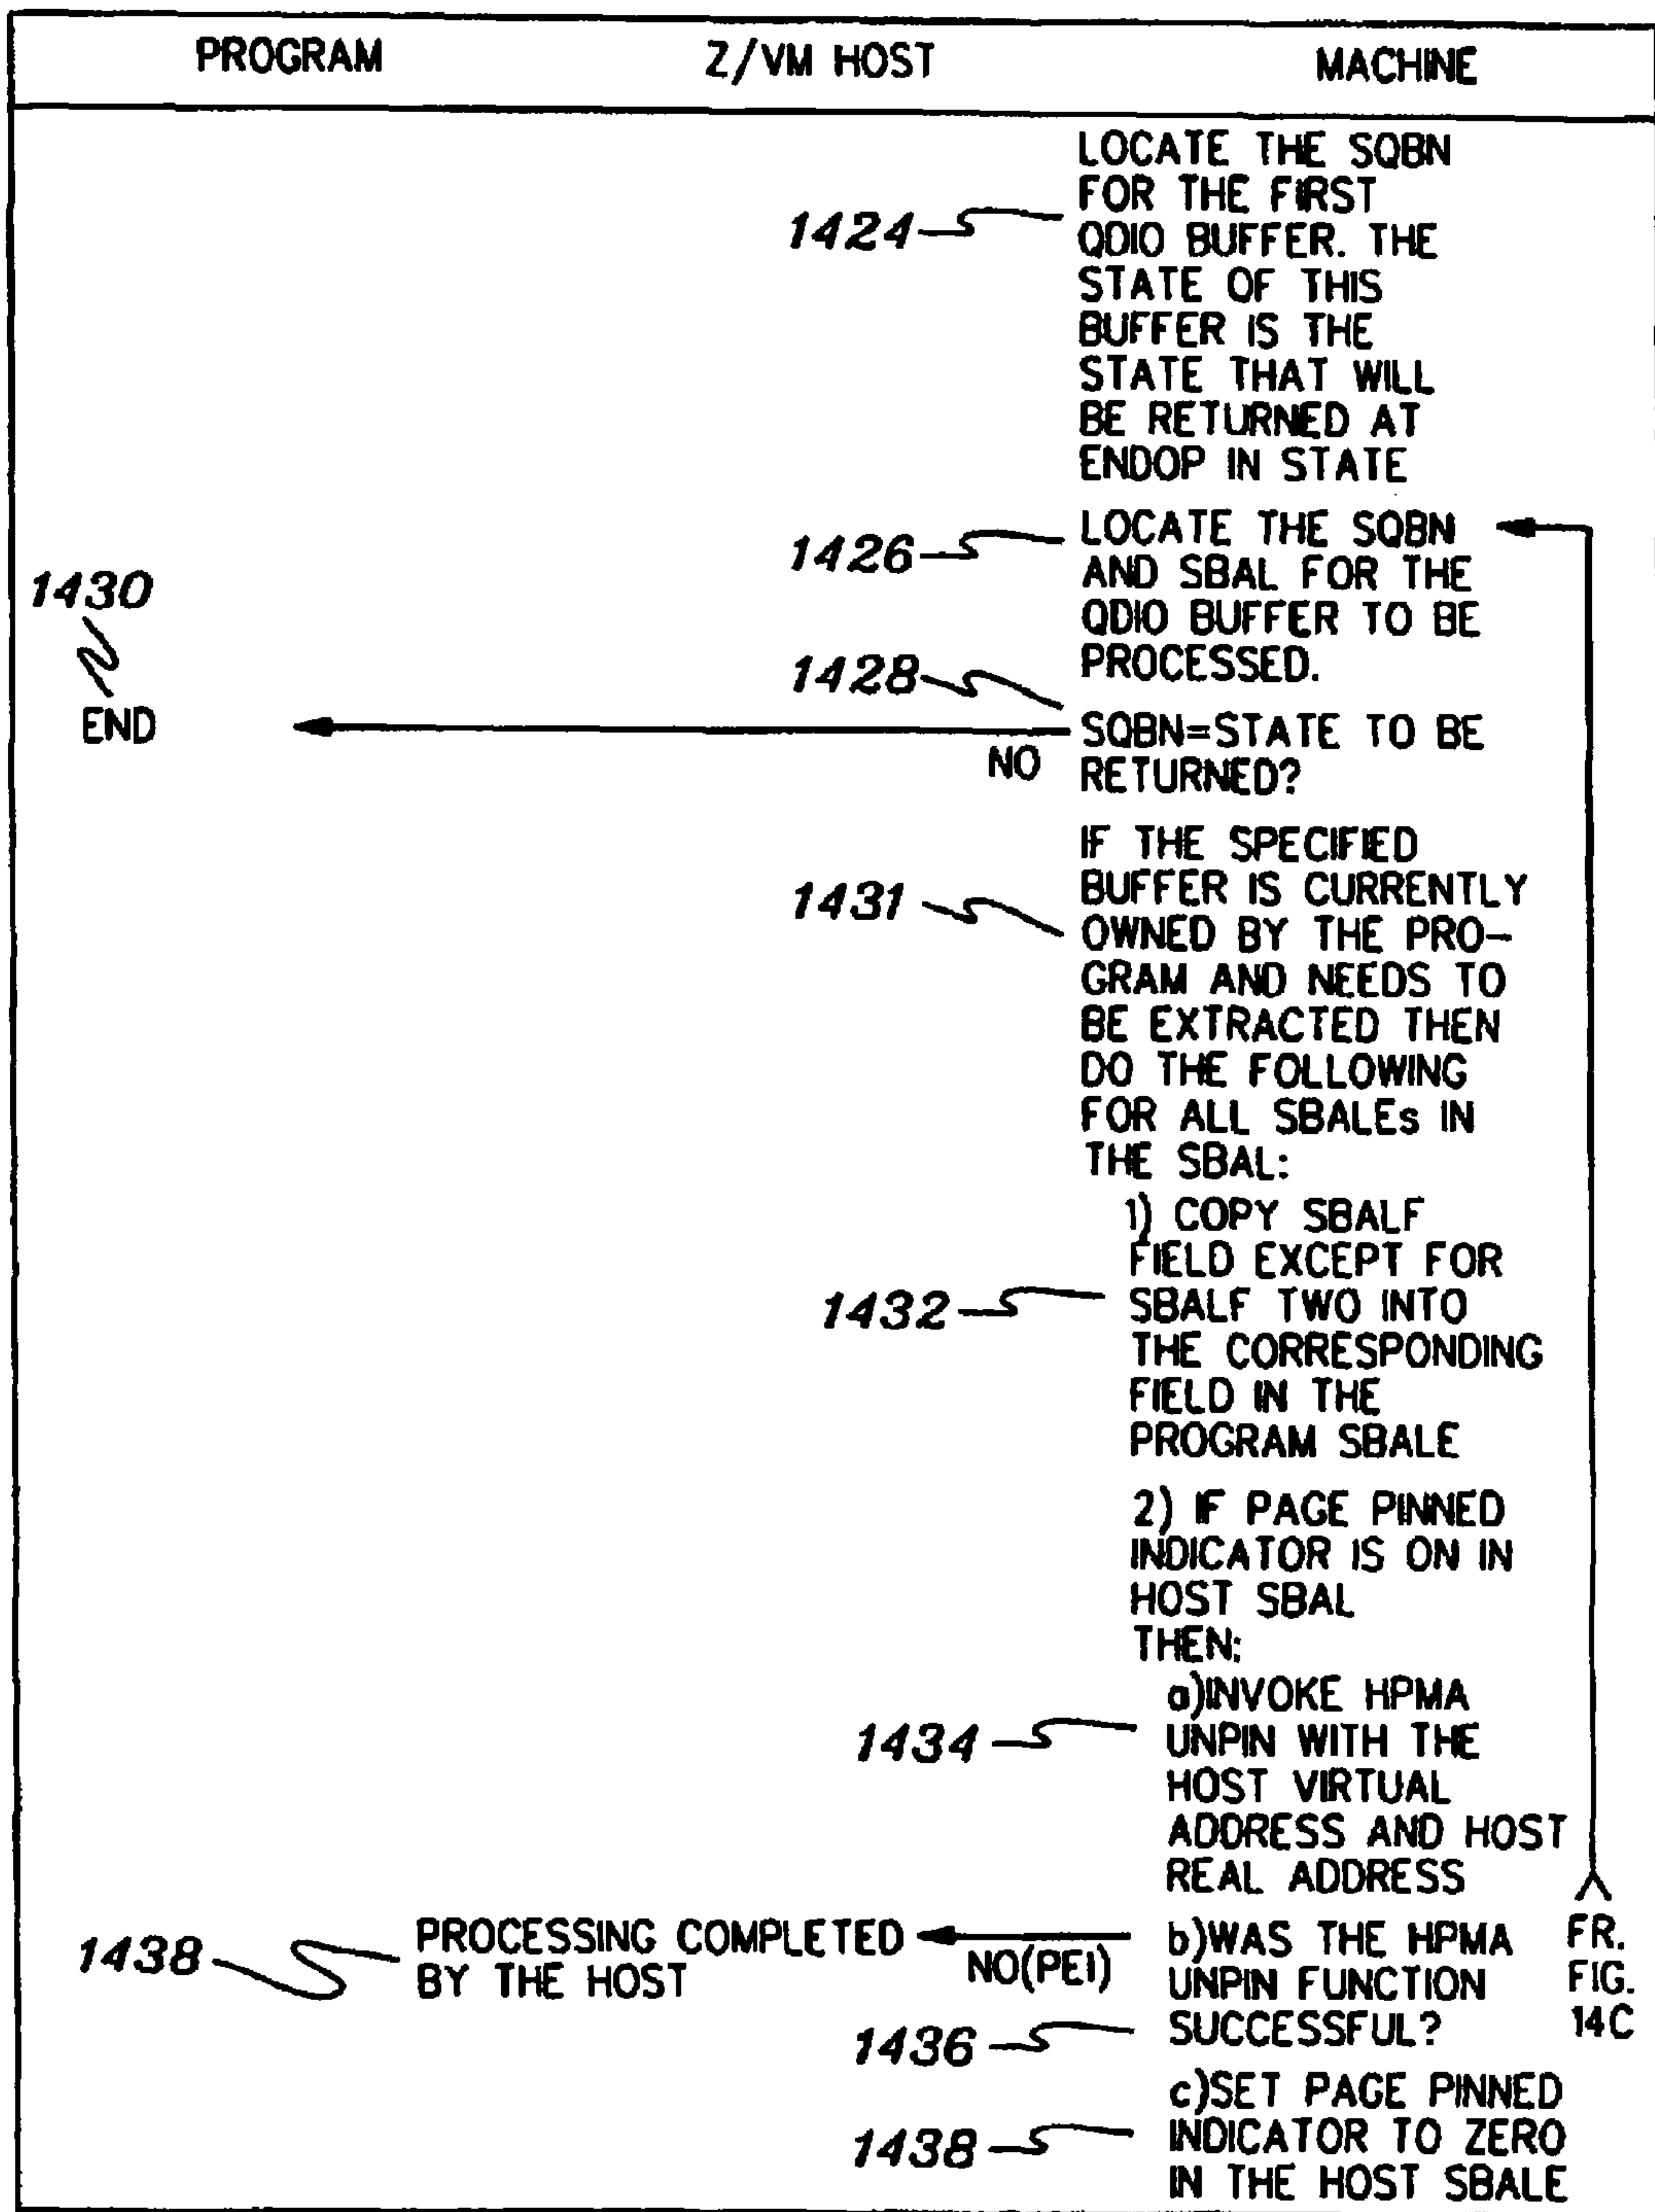 PROGRAM Z/VM HOST MACHINE
LOCATE THE SQBN
FOR THE FIRST
1424 QDIO BUFFER. THE
STATE OF THIS
BUFFER IS THE
STATE THAT WILL
BE RETURNED AT
ENDOP IN STATE
1426 LOCATE THE SQBN
AND SBAL FOR THE
1430
QDIO BUFFER TO BE
1428 PROCESSED.
END SQBN=STATE TO BE
NO RETURNED?
IF THE SPECIFIED
1431 BUFFER IS CURRENTLY
OWNED BY THE PRO-
GRAM AND NEEDS TO
BE EXTRACTED THEN
DO THE FOLLOWING
FOR ALL SBALEs IN
THE SBAL:
1) COPY SBALF
FIELD EXCEPT FOR
1432 SBALF TWO INTO
THE CORRESPONDING
FIELD IN THE
PROGRAM SBALE
2) IF PAGE PINNED
INDICATOR IS ON IN
HOST SBAL
THEN:
a)INVOKE HPMA
1434 UNPIN WITH THE
HOST VIRTUAL
ADDRESS AND HOST
REAL ADDRESS
1438 PROCESSING COMPLETED b)WAS THE HPMA FR.
BY THE HOST NO(PEI) UNPIN FUNCTION FIG.
1436 SUCCESSFUL? 14C
c)SET PAGE PINNED
1438 INDICATOR TO ZERO
IN THE HOST SBALE